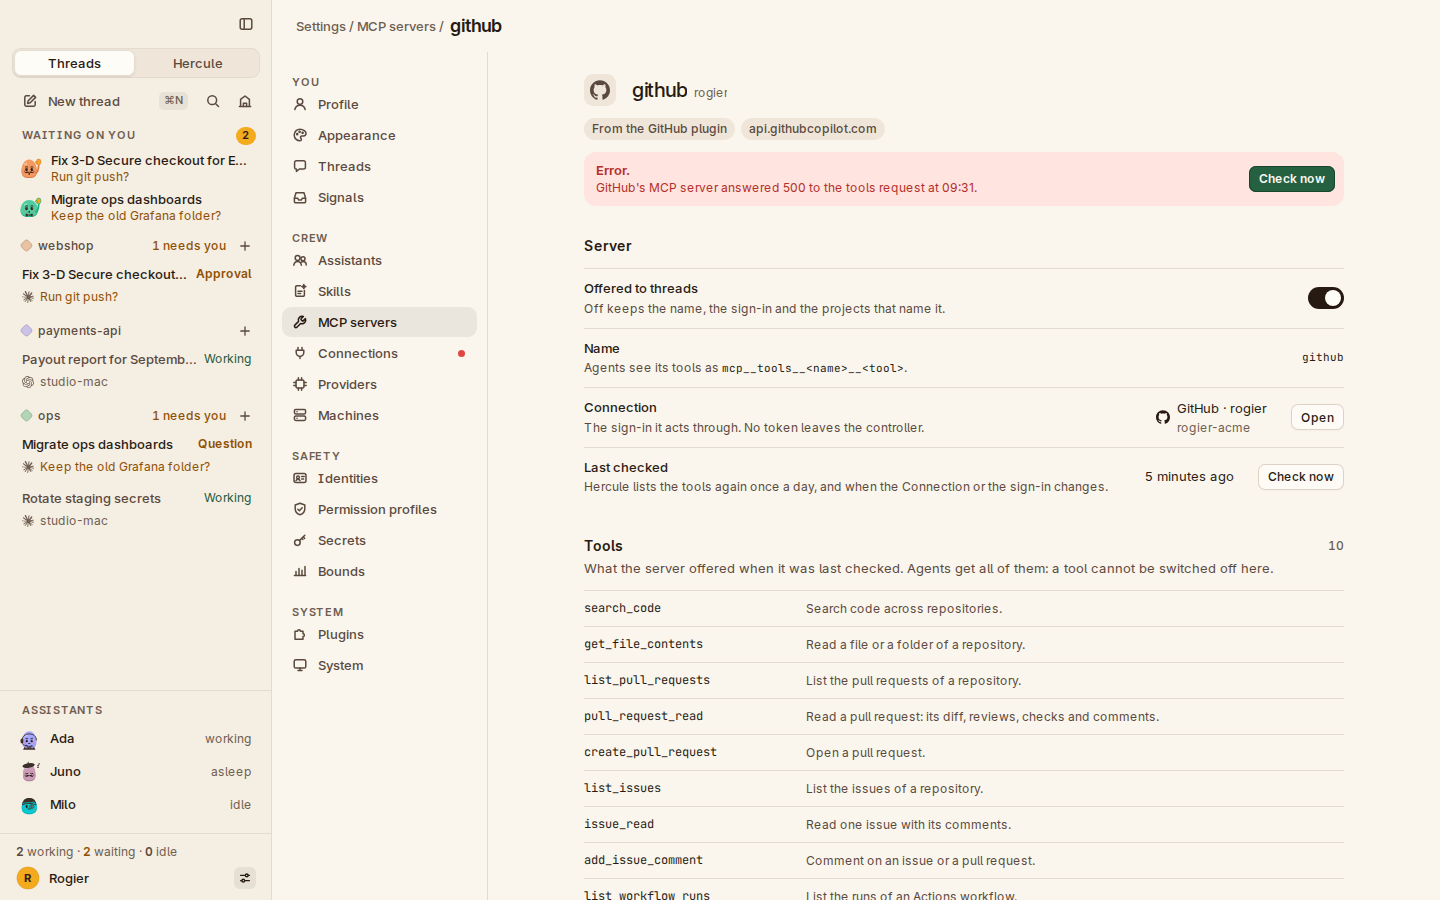 Threads
Hercule
New thread
⌘N
WAITING ON YOU
2
Fix 3-D Secure checkout for E...
Run git push?
Migrate ops dashboards
Keep the old Grafana folder?
webshop
1 needs you
Fix 3-D Secure checkout...
Approval
Run git push?
payments-api
Payout report for Septemb...
Working
studio-mac
ops
1 needs you
Migrate ops dashboards
Question
Keep the old Grafana folder?
Rotate staging secrets
Working
studio-mac
ASSISTANTS
Ada
working
Juno
asleep
Milo
idle
2 working · 2 waiting · 0 idle
R
Rogier
Settings / MCP servers / github
YOU
Profile
Appearance
Threads
Signals
CREW
Assistants
Skills
MCP servers
Connections
Providers
Machines
SAFETY
Identities
Permission profiles
Secrets
Bounds
SYSTEM
Plugins
System
github rogier
From the GitHub plugin
api.githubcopilot.com
Error.
GitHub's MCP server answered 500 to the tools request at 09:31.
Check now
Server
Offered to threads
Off keeps the name, the sign-in and the projects that name it.
Name
Agents see its tools as mcp__tools__<name>__<tool>.
github
Connection
The sign-in it acts through. No token leaves the controller.
GitHub · rogier
rogier-acme
Open
Last checked
Hercule lists the tools again once a day, and when the Connection or the sign-in changes.
5 minutes ago
Check now
Tools
10
What the server offered when it was last checked. Agents get all of them: a tool cannot be switched off here.
search_code
Search code across repositories.
get_file_contents
Read a file or a folder of a repository.
list_pull_requests
List the pull requests of a repository.
pull_request_read
Read a pull request: its diff, reviews, checks and comments.
create_pull_request
Open a pull request.
list_issues
List the issues of a repository.
issue_read
Read one issue with its comments.
add_issue_comment
Comment on an issue or a pull request.
list_workflow_runs
List the runs of an Actions workflow.